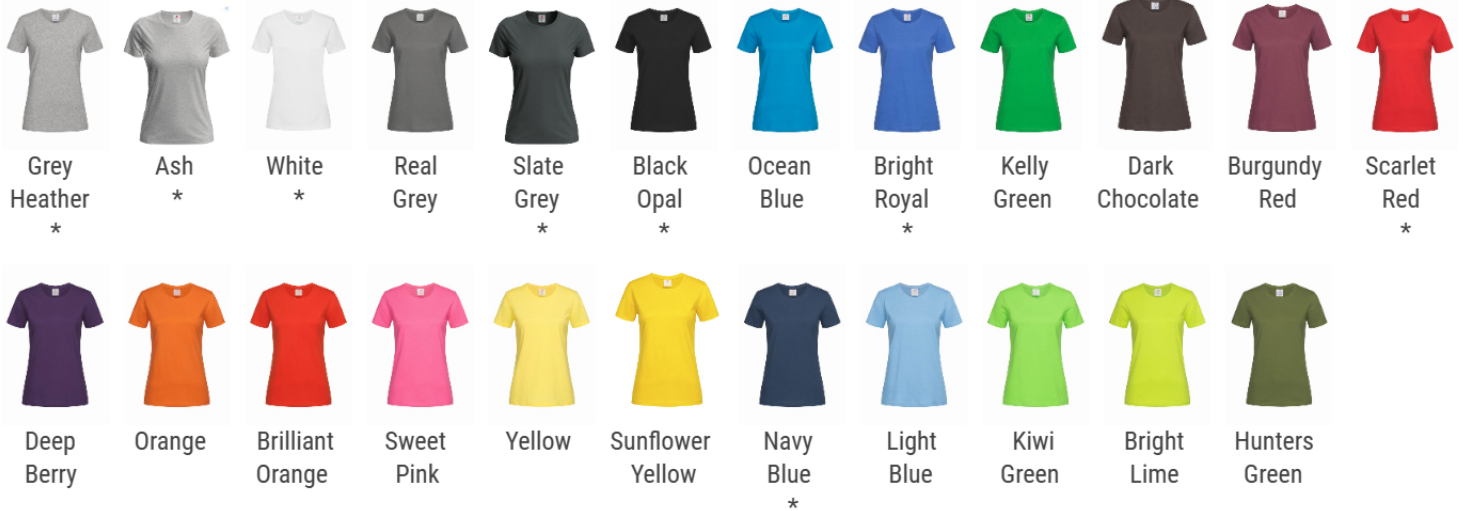 Grey
Heather
*
Ash
*
White
*
Real
Grey
Slate
Grey
*
Black
Opal
*
Ocean
Blue
Bright
Royal
*
Kelly
Green
Dark
Chocolate
Burgundy
Red
Scarlet
Red
*
Deep
Berry
Orange
Brilliant
Orange
Sweet
Pink
Yellow
Sunflower
Yellow
Navy
Blue
*
Light
Blue
Kiwi
Green
Bright
Lime
Hunters
Green